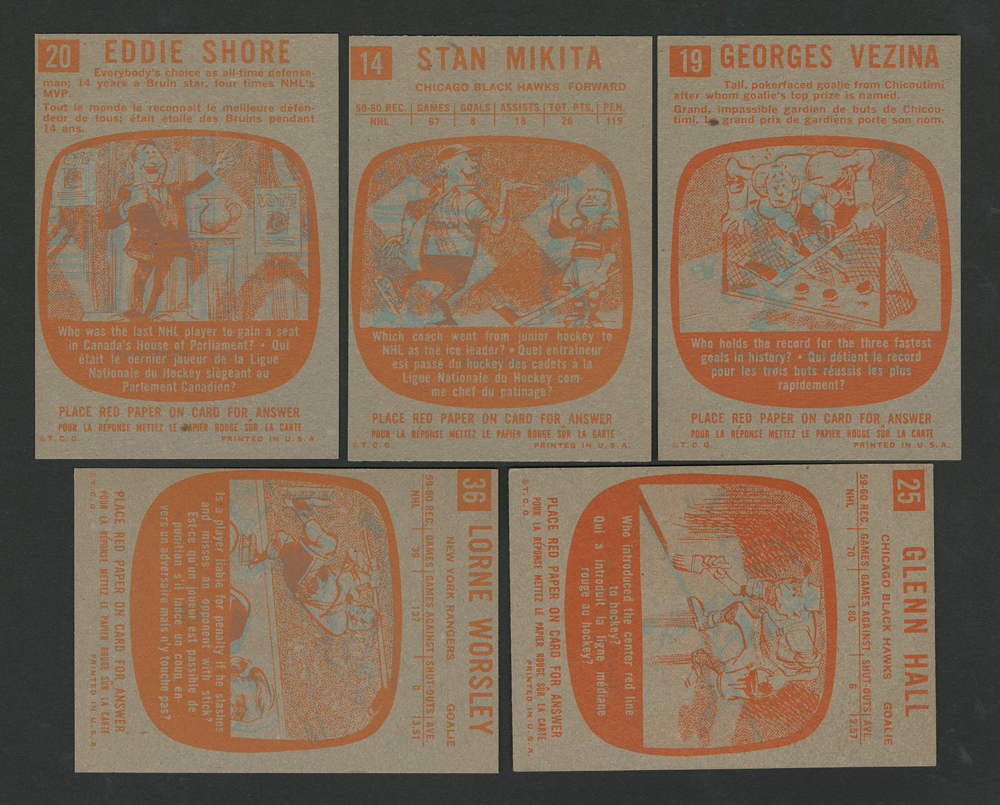 20 EDDIE SHORE
Everybody's choice as all-time defense-
man; 14 years a Bruin star, four times NHL's
MVP.
Tout le monde le reconnait le meilleure défen-
deur de tous; était étoile des Bruins pendant
14 ans.
Who was the last NHL player to gain a seat
in Canada's House of Parliament? • Qui
était le dernier joueur de la Ligue
Nationale du Hockey siégeant au
Parlement Canadien?
PLACE RED PAPER ON CARD FOR ANSWER
POUR LA RÉPONSE METTEZ LE PAPIER ROUGE SUR LA CARTE
©T.C.G. PRINTED IN U.S.A.
14 STAN MIKITA
CHICAGO BLACK HAWKS FORWARD
59-60 REC. GAMES GOALS ASSISTS TOT. PTS. PEN.
NHL 67 8 18 26 119
Which coach went from junior hockey to
NHL as the ice leader? • Quel entraineur
est passé du hockey des cadets à la
Ligue Nationale du Hockey com-
me chef du patinage?
PLACE RED PAPER ON CARD FOR ANSWER
POUR LA RÉPONSE METTEZ LE PAPIER ROUGE SUR LA CARTE
©T.C.G. PRINTED IN U.S.A.
19 GEORGES VEZINA
Tall, pokerfaced goalie from Chicoutimi
after whom goalie's top prize is named.
Grand, impassible gardien de buts de Chicou-
timi. Le grand prix de gardiens porte son nom.
Who holds the record for the three fastest
goals in history? • Qui détient le record
pour les trois buts réussis les plus
rapidement?
PLACE RED PAPER ON CARD FOR ANSWER
POUR LA RÉPONSE METTEZ LE PAPIER ROUGE SUR LA CARTE
©T.C.G. PRINTED IN U.S.A.
36 LORNE WORSLEY
NEW YORK RANGERS GOALIE
59-60 REC. GAMES GOALS AGAINST SHUT-OUTS AVE.
NHL 39 137 0 3.51
Is a player liable for penalty if he slashes
and misses an opponent with stick?
Est-ce qu'un joueur est passible de
punition s'il lance un coup en-
vers un adversaire mais n'y touche pas?
PLACE RED PAPER ON CARD FOR ANSWER
POUR LA RÉPONSE METTEZ LE PAPIER ROUGE SUR LA CARTE
©T.C.G. PRINTED IN U.S.A.
25 GLENN HALL
CHICAGO BLACK HAWKS GOALIE
59-60 REC. GAMES GOALS AGAINST SHUT-OUTS AVE.
NHL 70 180 6 2.57
Who introduced the center red line
to hockey?
Qui a introduit la ligne médiane
rouge au hockey?
PLACE RED PAPER ON CARD FOR ANSWER
POUR LA RÉPONSE METTEZ LE PAPIER ROUGE SUR LA CARTE
©T.C.G. PRINTED IN U.S.A.